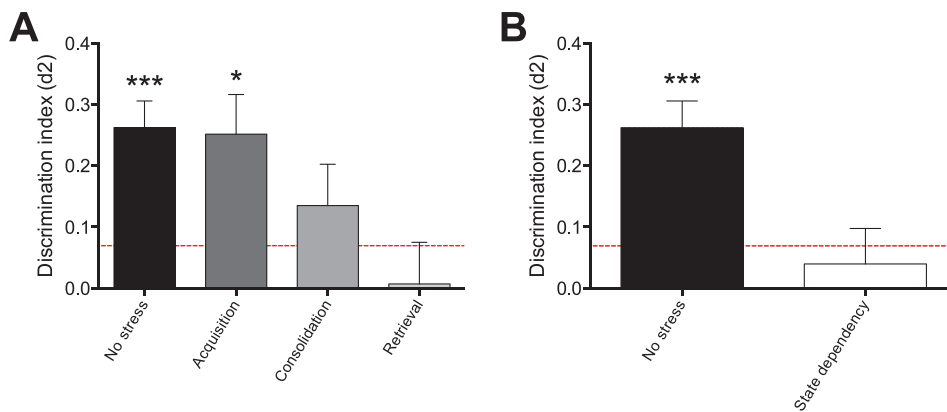 A
Discrimination index (d2)
0.4
0.3
0.2
0.1
0.0
***
*
No stress
Acquisition
Consolidation
Retrieval
B
Discrimination index (d2)
0.4
0.3
0.2
0.1
0.0
***
No stress
State dependency